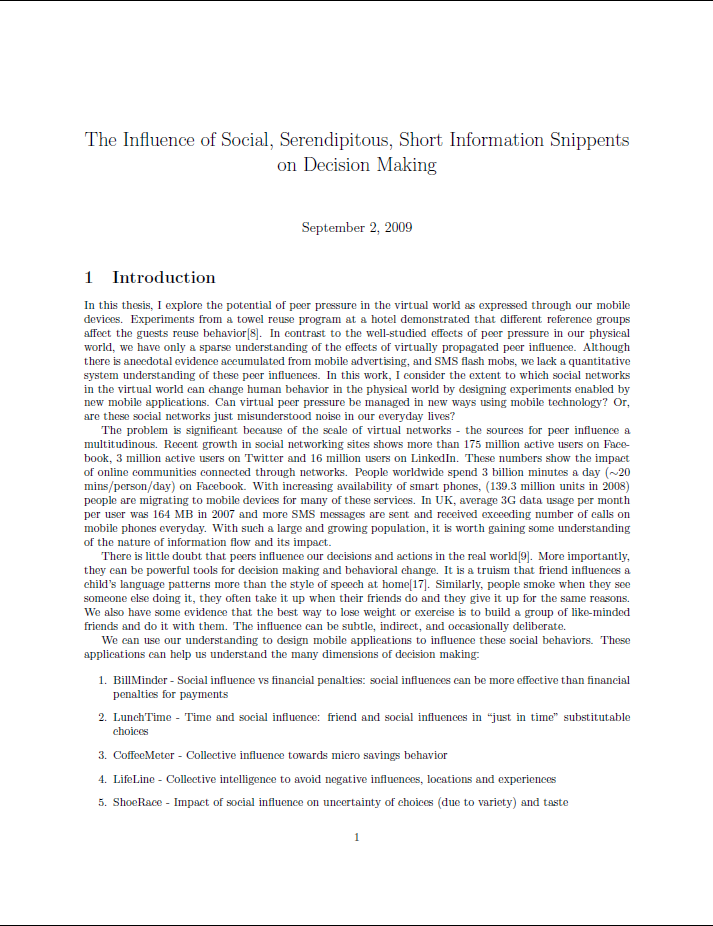 The Influence of Social, Serendipitous, Short Information Snippents
on Decision Making
September 2, 2009
1 Introduction
In this thesis, I explore the potential of peer pressure in the virtual world as expressed through our mobile
devices. Experiments from a towel reuse program at a hotel demonstrated that different reference groups
affect the guests reuse behavior[8]. In contrast to the well-studied effects of peer pressure in our physical
world, we have only a sparse understanding of the effects of virtually propagated peer influence. Although
there is anecdotal evidence accumulated from mobile advertising, and SMS flash mobs, we lack a quantitative
system understanding of these peer influences. In this work, I consider the extent to which social networks
in the virtual world can change human behavior in the physical world by designing experiments enabled by
new mobile applications. Can virtual peer pressure be managed in new ways using mobile technology? Or,
are these social networks just misunderstood noise in our everyday lives?
The problem is significant because of the scale of virtual networks - the sources for peer influence a
multitudinous. Recent growth in social networking sites shows more than 175 million active users on Face-
book, 3 million active users on Twitter and 16 million users on LinkedIn. These numbers show the impact
of online communities connected through networks. People worldwide spend 3 billion minutes a day (∼20
mins/person/day) on Facebook. With increasing availability of smart phones, (139.3 million units in 2008)
people are migrating to mobile devices for many of these services. In UK, average 3G data usage per month
per user was 164 MB in 2007 and more SMS messages are sent and received exceeding number of calls on
mobile phones everyday. With such a large and growing population, it is worth gaining some understanding
of the nature of information flow and its impact.
There is little doubt that peers influence our decisions and actions in the real world[9]. More importantly,
they can be powerful tools for decision making and behavioral change. It is a truism that friend influences a
child's language patterns more than the style of speech at home[17]. Similarly, people smoke when they see
someone else doing it, they often take it up when their friends do and they give it up for the same reasons.
We also have some evidence that the best way to lose weight or exercise is to build a group of like-minded
friends and do it with them. The influence can be subtle, indirect, and occasionally deliberate.
We can use our understanding to design mobile applications to influence these social behaviors. These
applications can help us understand the many dimensions of decision making:
1. BillMinder - Social influence vs financial penalties: social influences can be more effective than financial
penalties for payments
2. LunchTime - Time and social influence: friend and social influences in “just in time” substitutable
choices
3. CoffeeMeter - Collective influence towards micro savings behavior
4. LifeLine - Collective intelligence to avoid negative influences, locations and experiences
5. ShoeRace - Impact of social influence on uncertainty of choices (due to variety) and taste
1